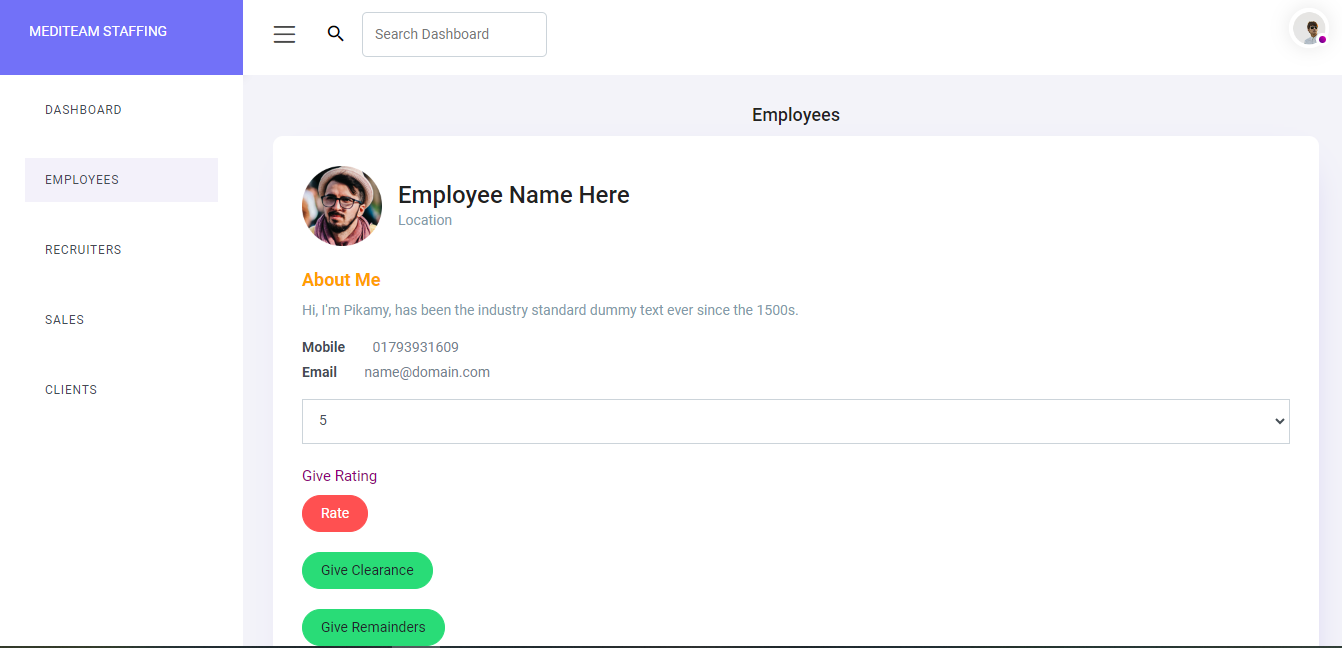 MEDITEAM STAFFING
Search Dashboard
DASHBOARD
EMPLOYEES
RECRUITERS
SALES
CLIENTS
Employees
Employee Name Here
Location
About Me
Hi, I'm Pikamy, has been the industry standard dummy text ever since the 1500s.
Mobile 01793931609
Email name@domain.com
5
Give Rating
Rate
Give Clearance
Give Remainders